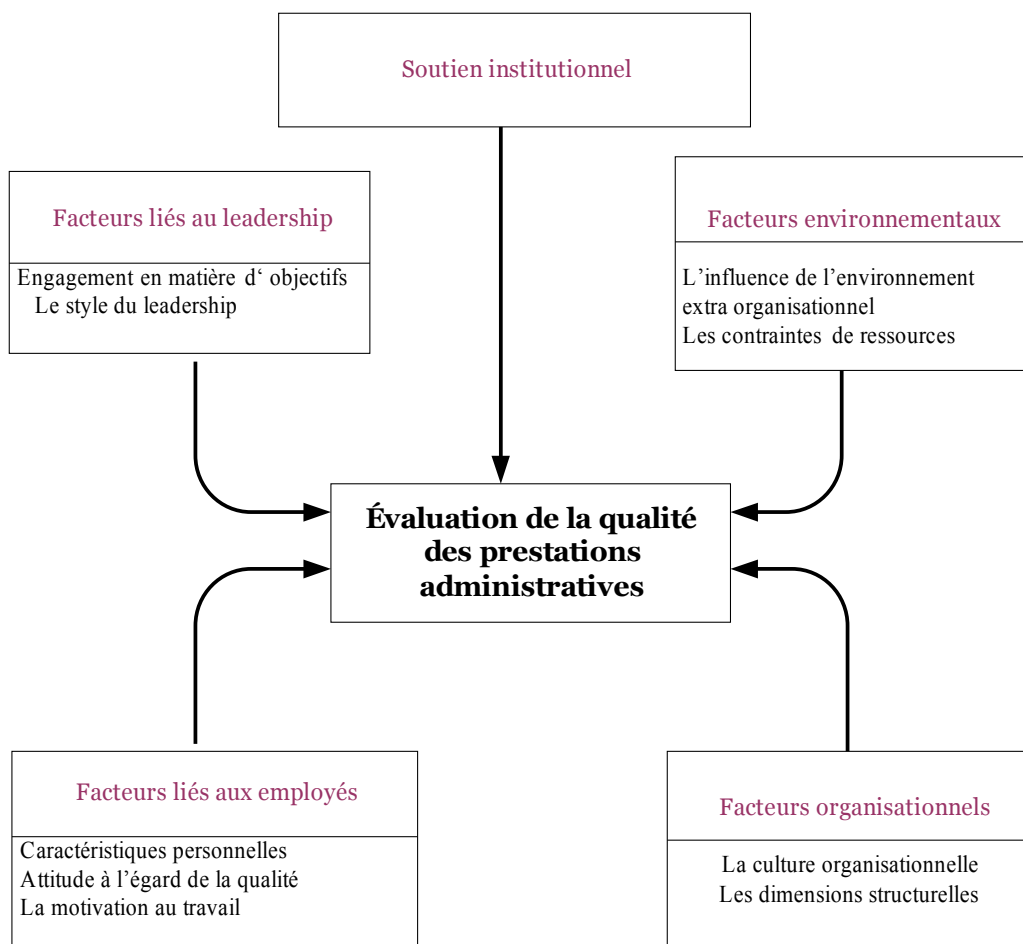 Soutien institutionnel
Facteurs liés au leadership
Engagement en matière d‘ objectifs
Le style du leadership
Facteurs environnementaux
L’influence de l’environnement
extra organisationnel
Les contraintes de ressources
Évaluation de la qualité
des prestations
administratives
Facteurs liés aux employés
Caractéristiques personnelles
Attitude à l’égard de la qualité
La motivation au travail
Facteurs organisationnels
La culture organisationnelle
Les dimensions structurelles